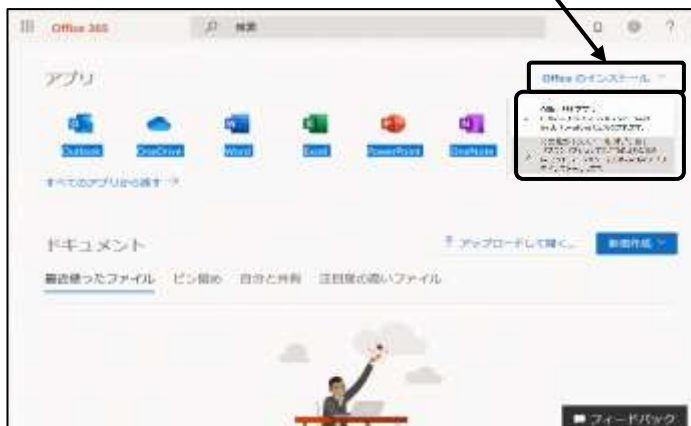 Office 365
検索
?
アプリ
Office のインストール
Outlook
OneDrive
Word
Excel
PowerPoint
OneNote
すべてのアプリから探す
ドキュメント
アップロードして開く...
新規作成
最近使ったファイル ピン留め 自分と共有 注目度の高いファイル
フィードバック